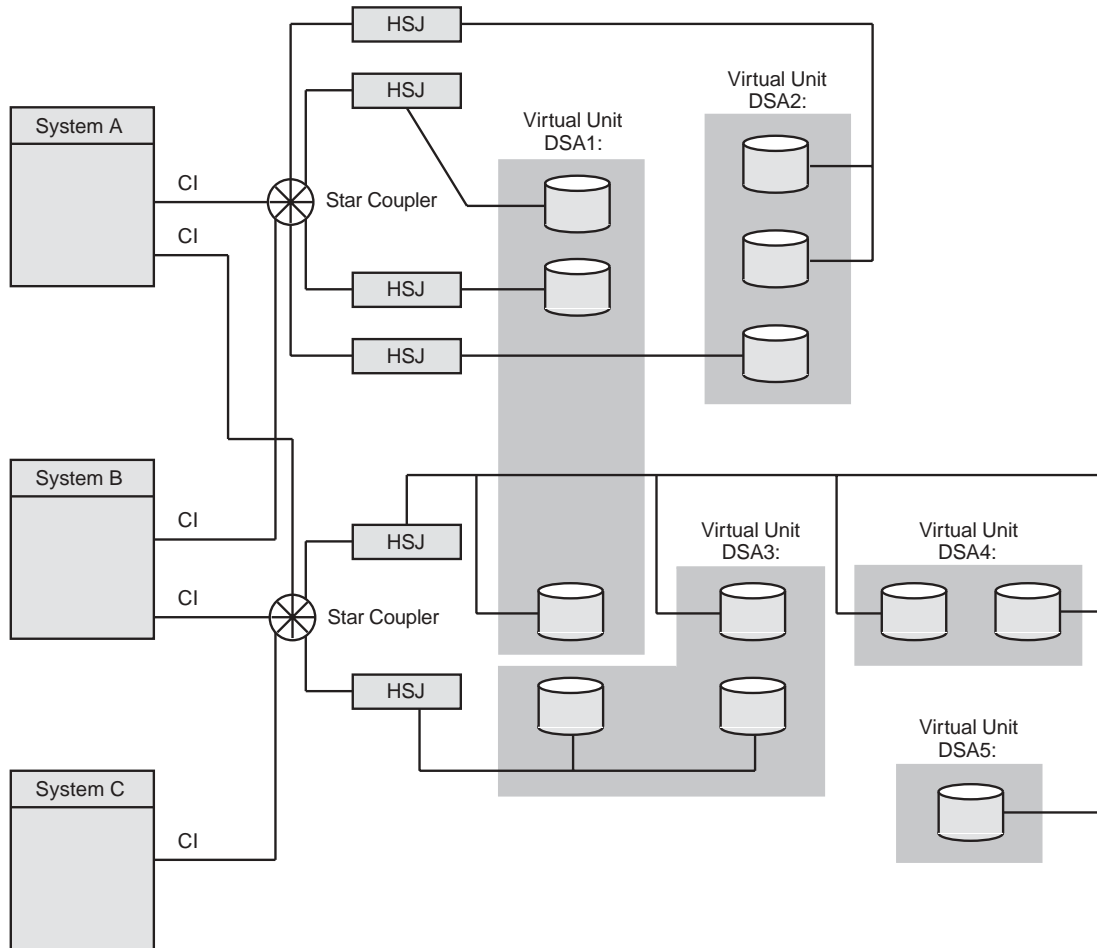 HSJ
HSJ
Virtual Unit
DSA2:
System A
Virtual Unit
DSA1:
CI
Star Coupler
CI
HSJ
HSJ
System B
CI
HSJ
Virtual Unit
DSA3:
Virtual Unit
DSA4:
CI
Star Coupler
HSJ
Virtual Unit
DSA5:
System C
CI